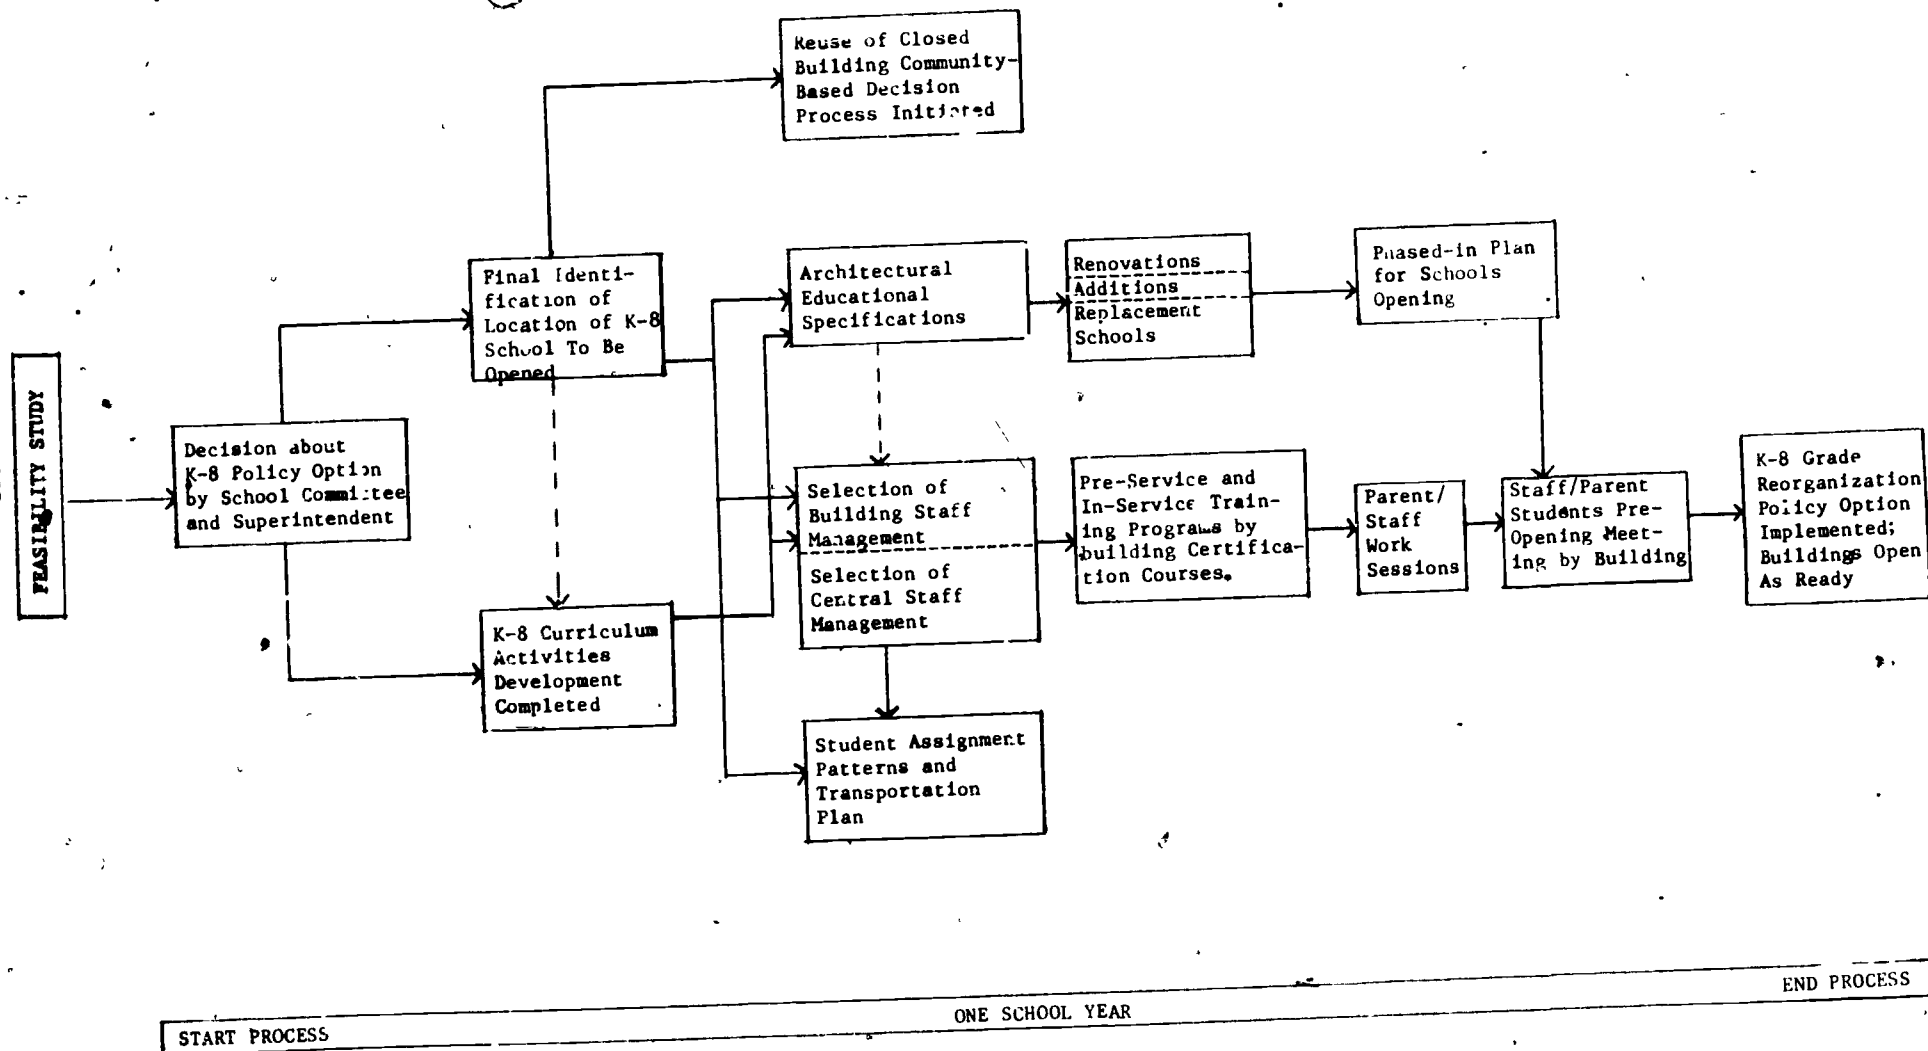 Reuse of Closed
Building Community-
Based Decision
Process Initiated
Final Identi-
fication of
Location of K-8
School To Be
Opened
Architectural
Educational
Specifications
Renovations
Additions
Replacement
Schools
Phased-in Plan
for Schools
Opening
FEASIBILITY STUDY
Decision about
K-8 Policy Option
by School Committee
and Superintendent
Selection of
Building Staff
Management
Selection of
Central Staff
Management
Pre-Service and
In-Service Train-
ing Programs by
building Certifica-
tion Courses.
Parent/
Staff
Work
Sessions
Staff/Parent
Students Pre-
Opening Meet-
ing by Building
K-8 Grade
Reorganization
Policy Option
Implemented;
Buildings Open
As Ready
K-8 Curriculum
Activities
Development
Completed
Student Assignment
Patterns and
Transportation
Plan
START PROCESS
ONE SCHOOL YEAR
END PROCESS